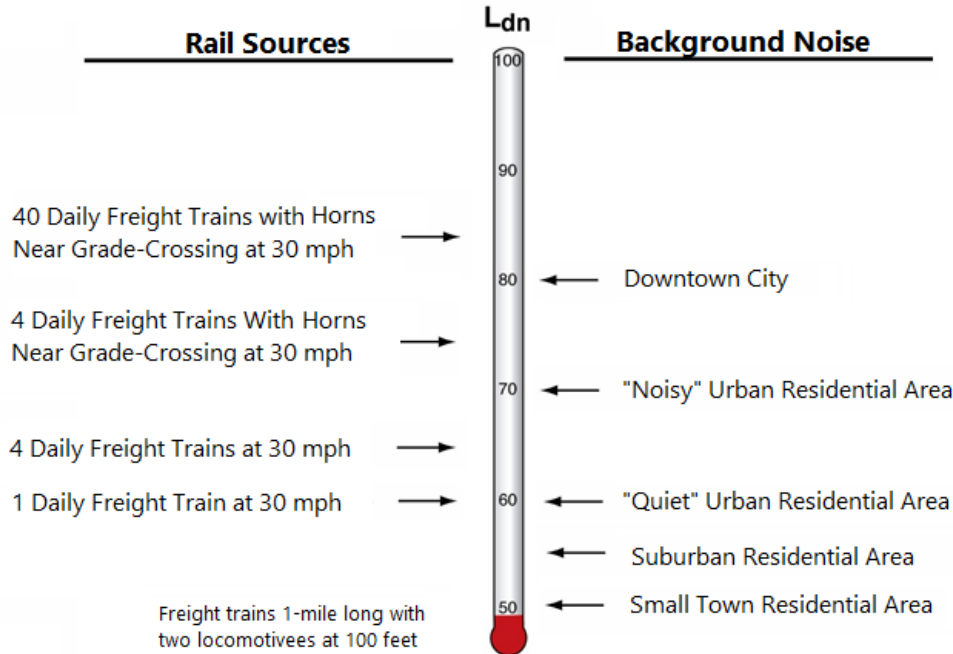 Ldn
Rail Sources
Background Noise
100
90
40 Daily Freight Trains with Horns
Near Grade-Crossing at 30 mph
80
Downtown City
4 Daily Freight Trains With Horns
Near Grade-Crossing at 30 mph
70
"Noisy" Urban Residential Area
4 Daily Freight Trains at 30 mph
1 Daily Freight Train at 30 mph
60
"Quiet" Urban Residential Area
Suburban Residential Area
50
Small Town Residential Area
Freight trains 1-mile long with
two locomotivees at 100 feet